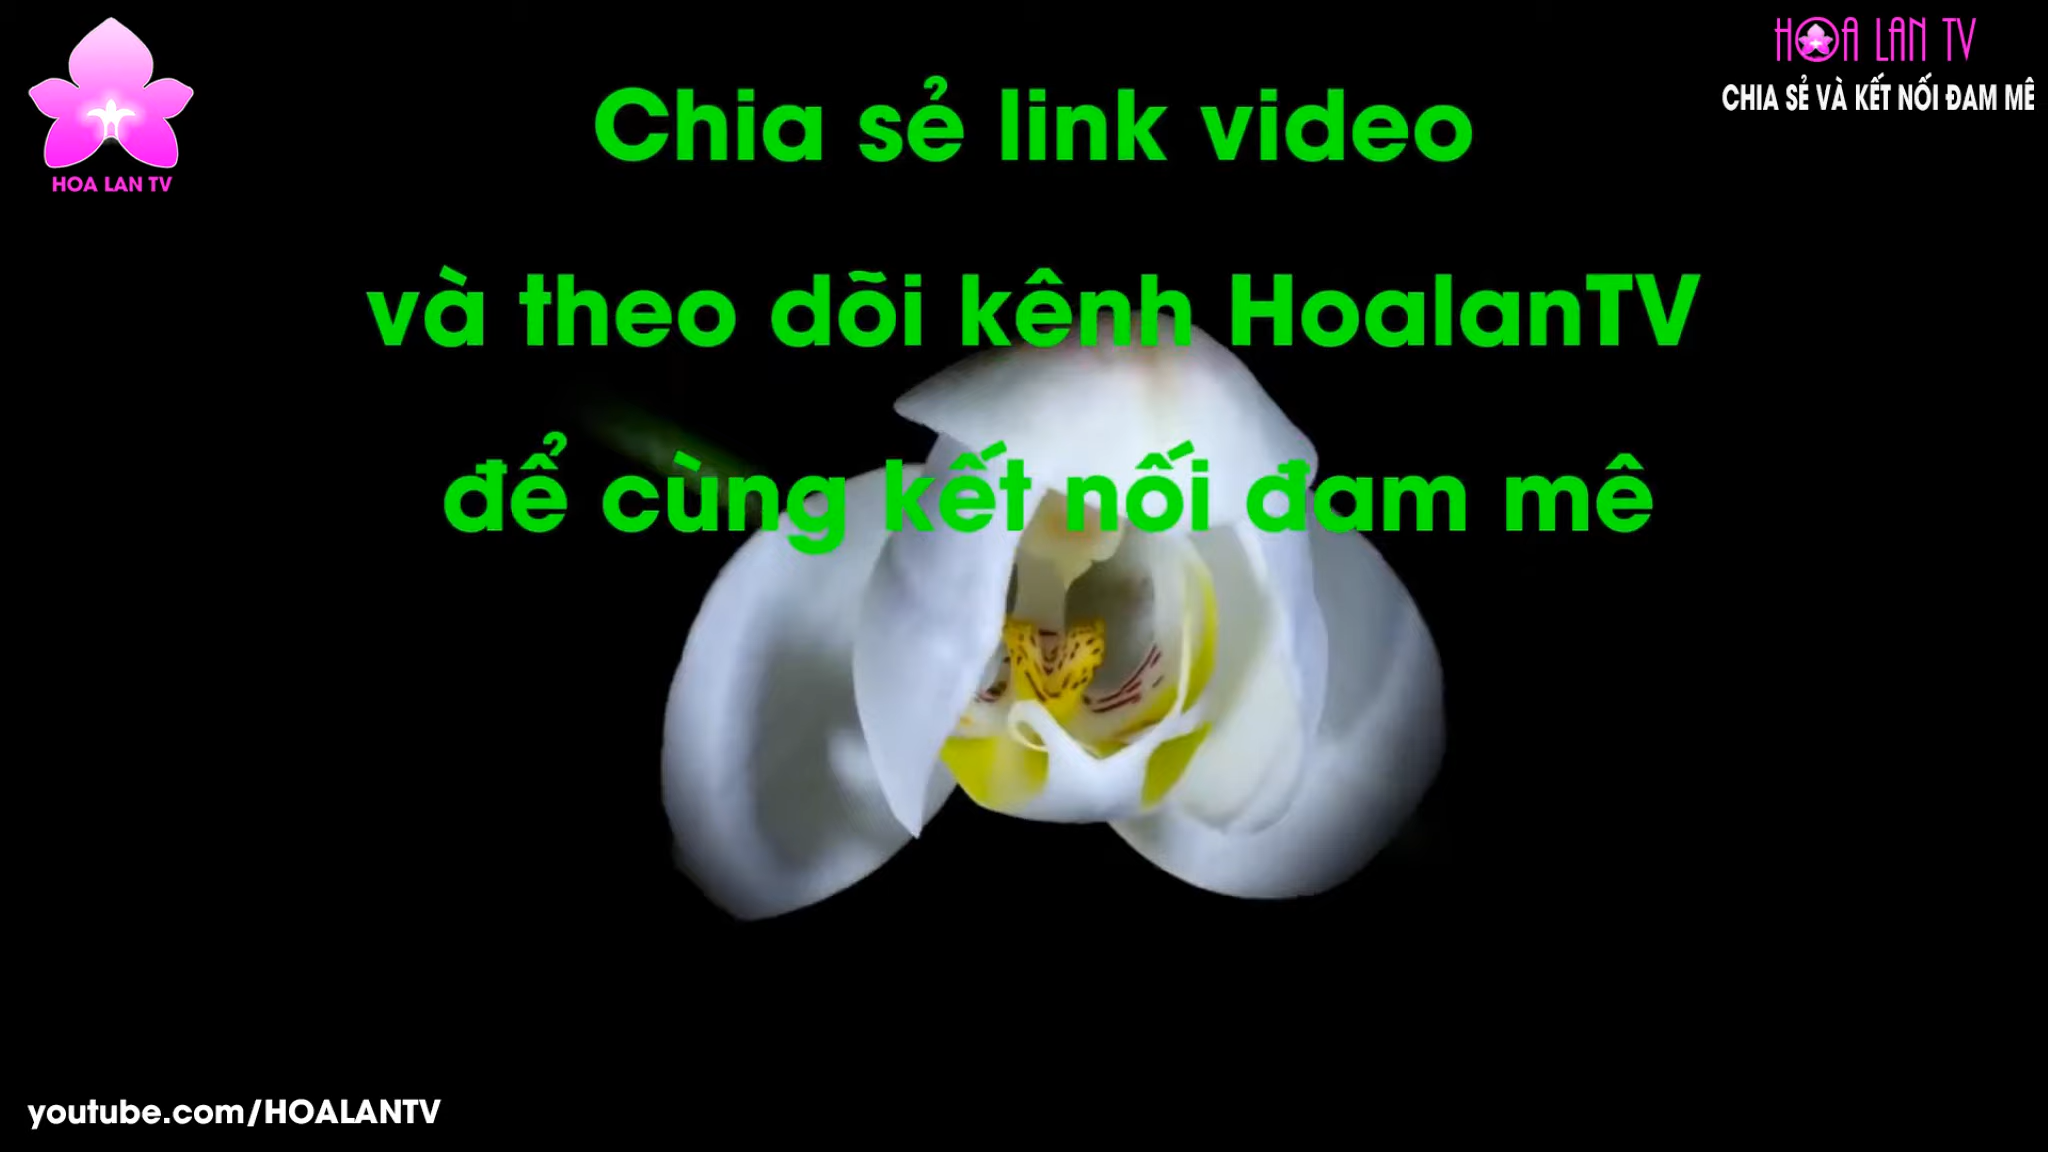 HOA LAN TV
HOA LAN TV
CHIA SẺ VÀ KẾT NỐI ĐAM MÊ
Chia sẻ link video
và theo dõi kênh HoalanTV
để cùng kết nối đam mê
youtube.com/HOALANTV